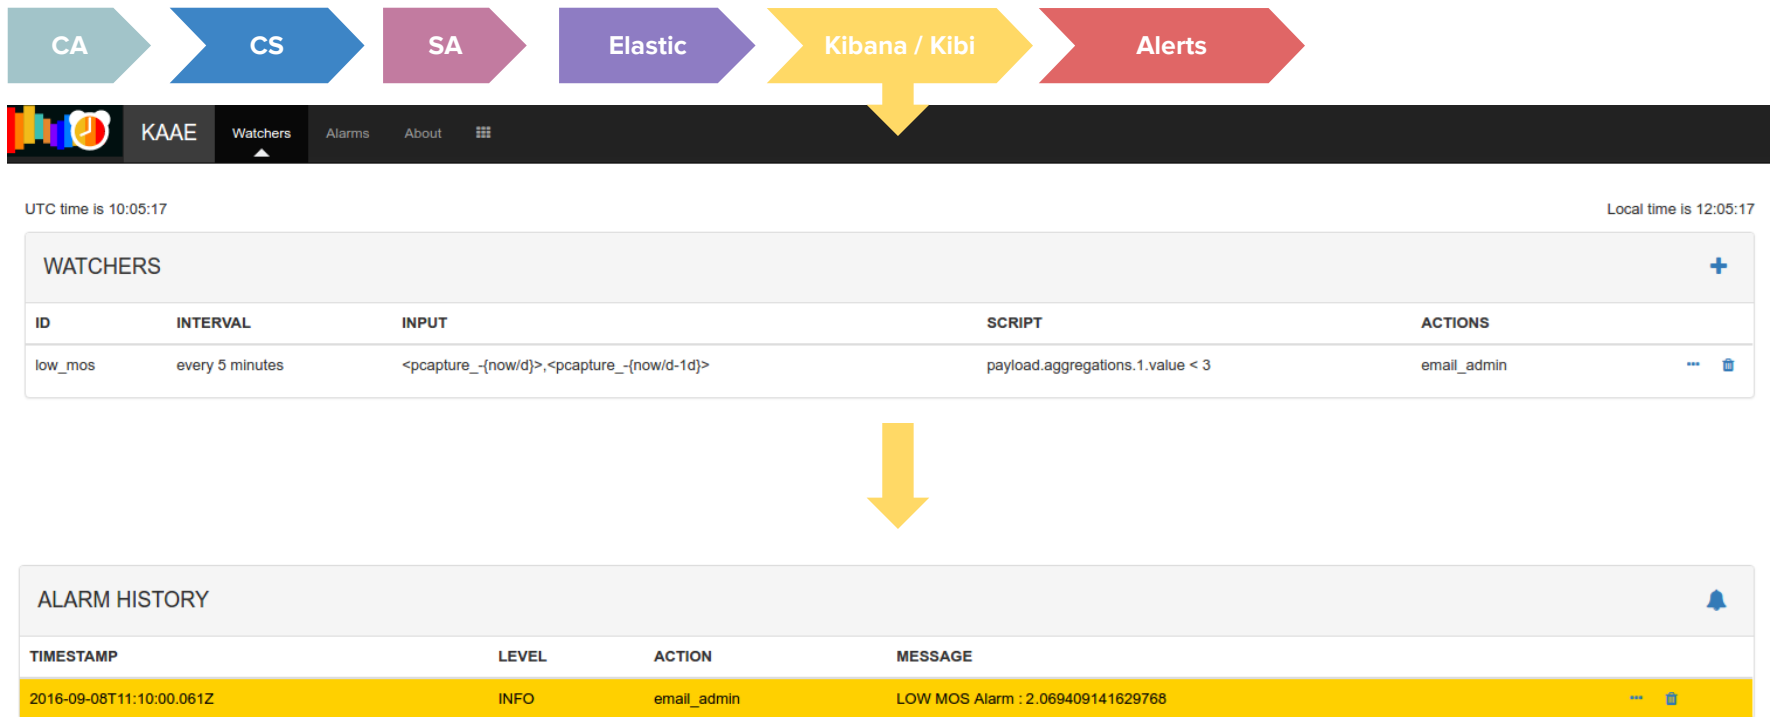 CA CS SA Elastic Kibana / Kibi Alerts
KAAE Watchers Alarms About
UTC time is 10:05:17 Local time is 12:05:17
WATCHERS
ID INTERVAL INPUT SCRIPT ACTIONS
low_mos every 5 minutes <pcapture_-{now/d}>,<pcapture_-{now/d-1d}> payload.aggregations.1.value < 3 email_admin
ALARM HISTORY
TIMESTAMP LEVEL ACTION MESSAGE
2016-09-08T11:10:00.061Z INFO email_admin LOW MOS Alarm : 2.069409141629768